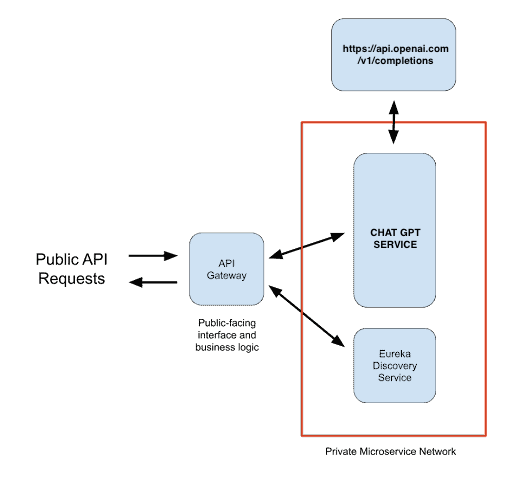 https://api.openai.com
/v1/completions
CHAT GPT
SERVICE
Public API
Requests
API
Gateway
Public-facing
interface and
business logic
Eureka
Discovery
Service
Private Microservice Network